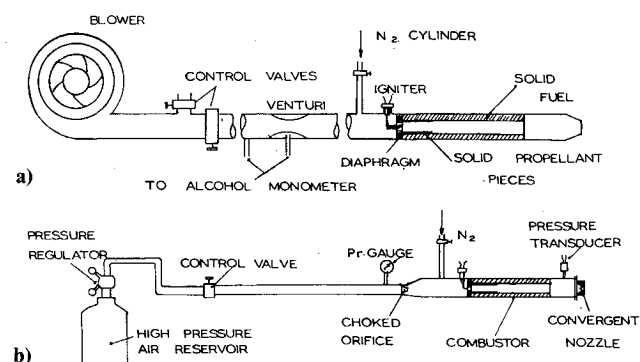 BLOWER
N2 CYLINDER
CONTROL VALVES
IGNITER
SOLID
FUEL
VENTURI
DIAPHRAGM
SOLID PROPELLANT
PIECES
a)
TO ALCOHOL MONOMETER
PRESSURE
REGULATOR
CONTROL VALVE
Pr. GAUGE
N2
PRESSURE
TRANSDUCER
CHOKED
ORIFICE
COMBUSTOR
CONVERGENT
NOZZLE
b)
HIGH PRESSURE
AIR RESERVOIR